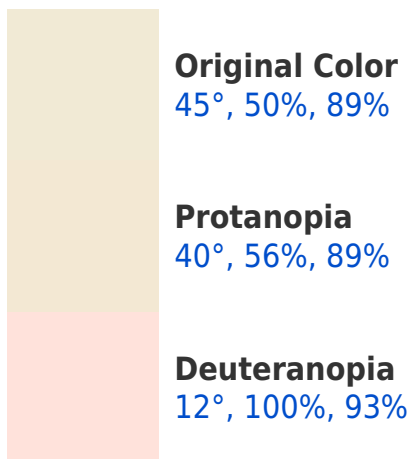 Original Color
45°, 50%, 89%
Protanopia
40°, 56%, 89%
Deuteranopia
12°, 100%, 93%